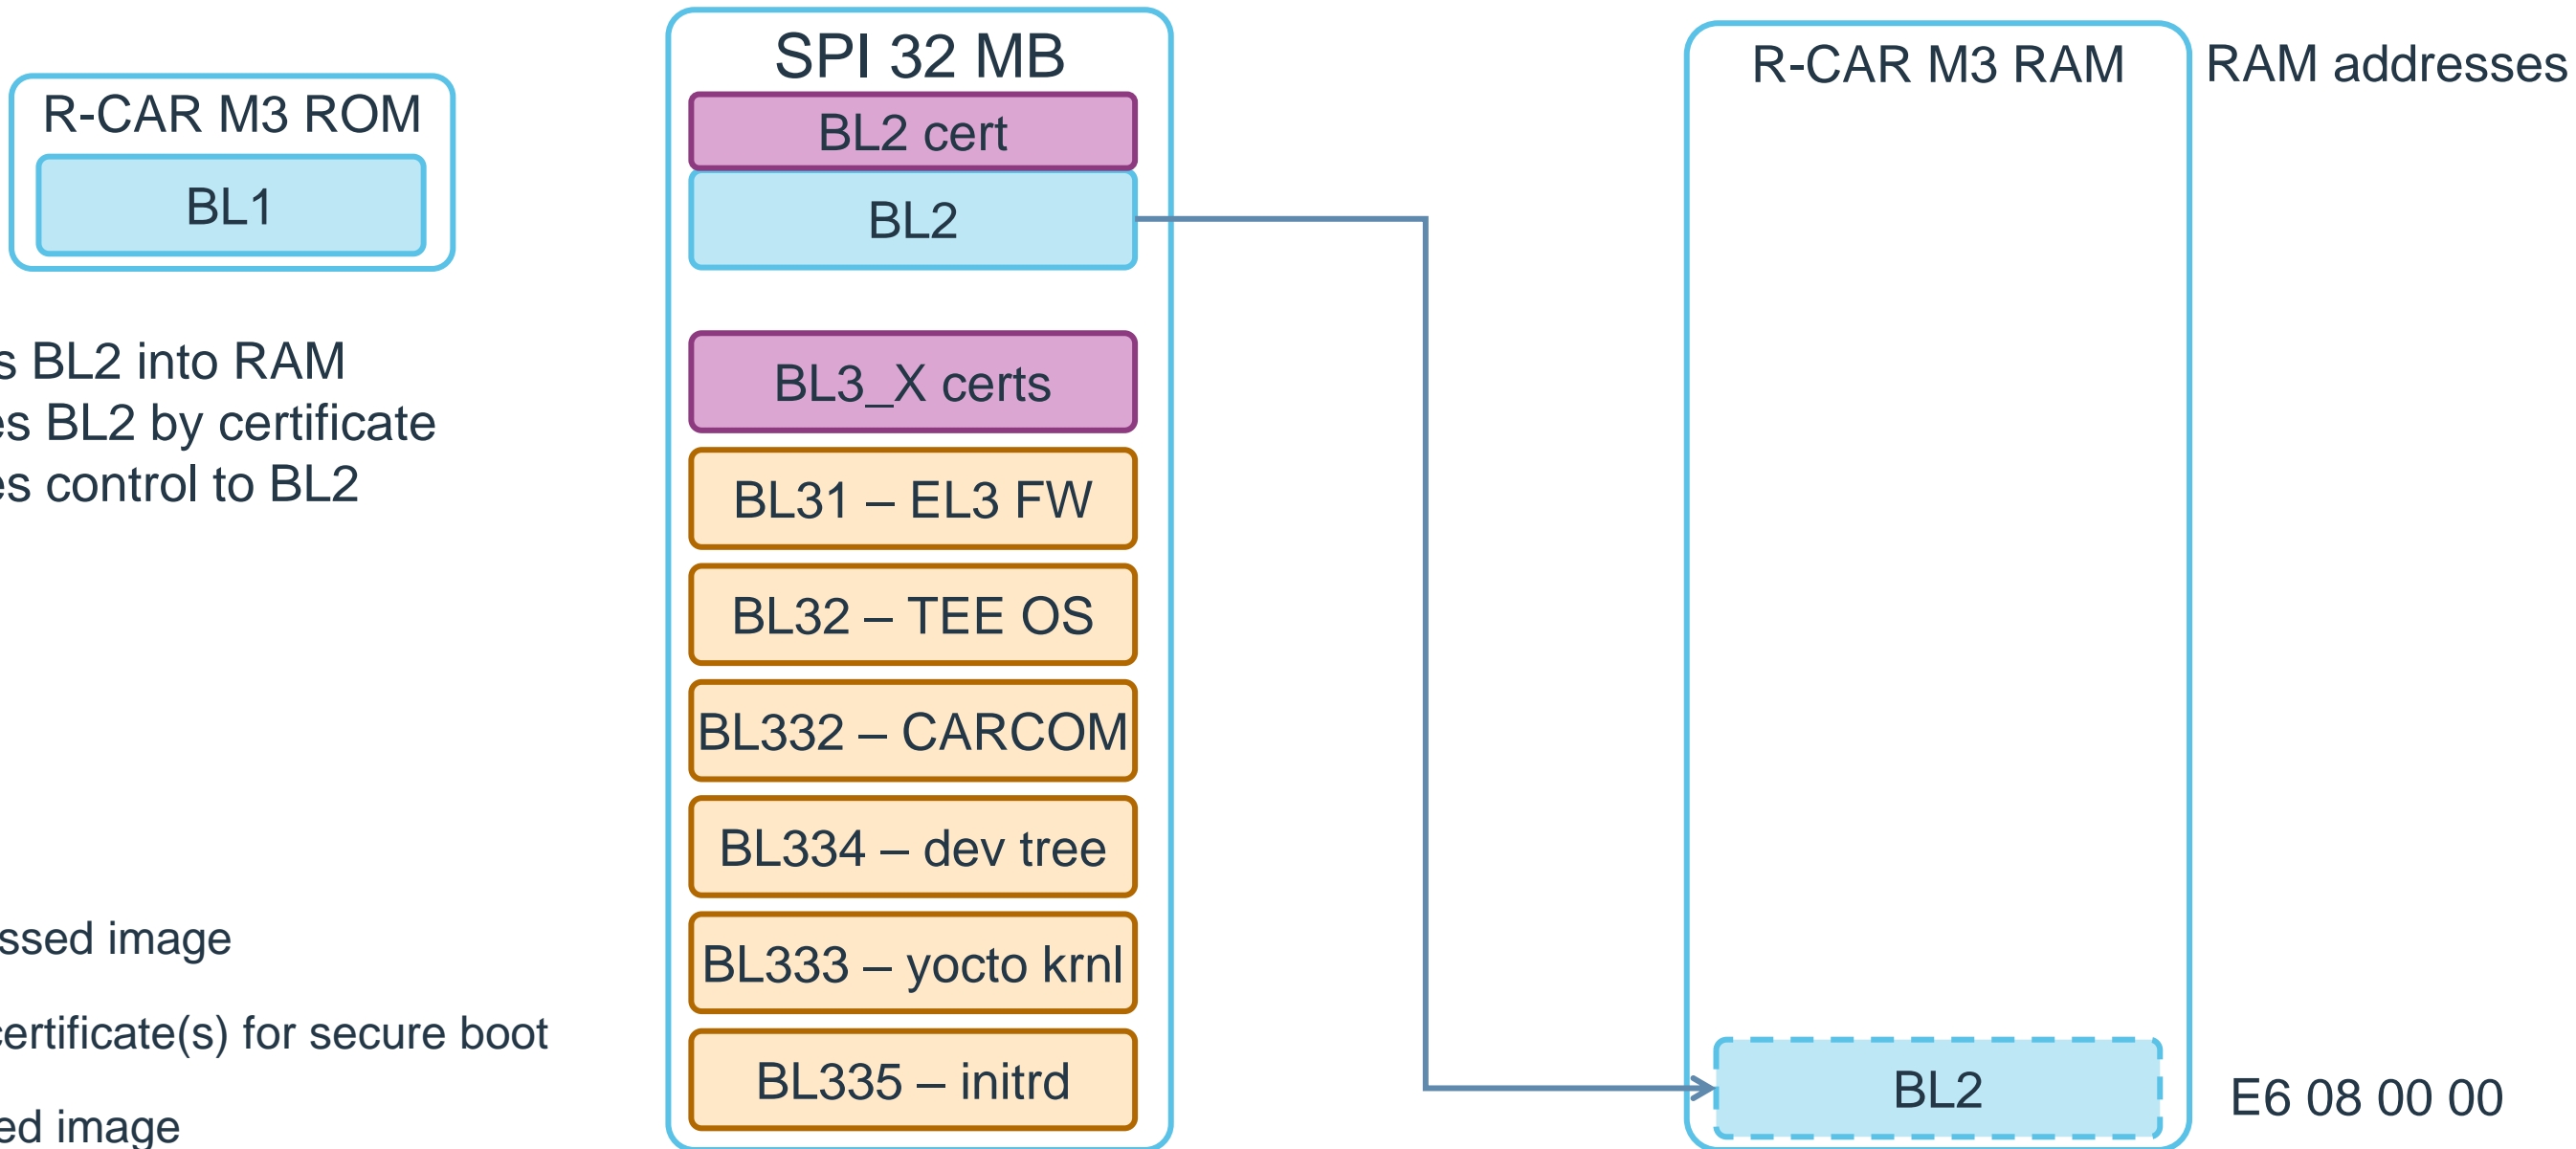 R-CAR M3 ROM
BL1
s BL2 into RAM
es BL2 by certificate
es control to BL2
ssed image
certificate(s) for secure boot
ed image
SPI 32 MB
BL2 cert
BL2
BL3_X certs
BL31 – EL3 FW
BL32 – TEE OS
BL332 – CARCOM
BL334 – dev tree
BL333 – yocto krnl
BL335 – initrd
R-CAR M3 RAM
BL2
RAM addresses
E6 08 00 00